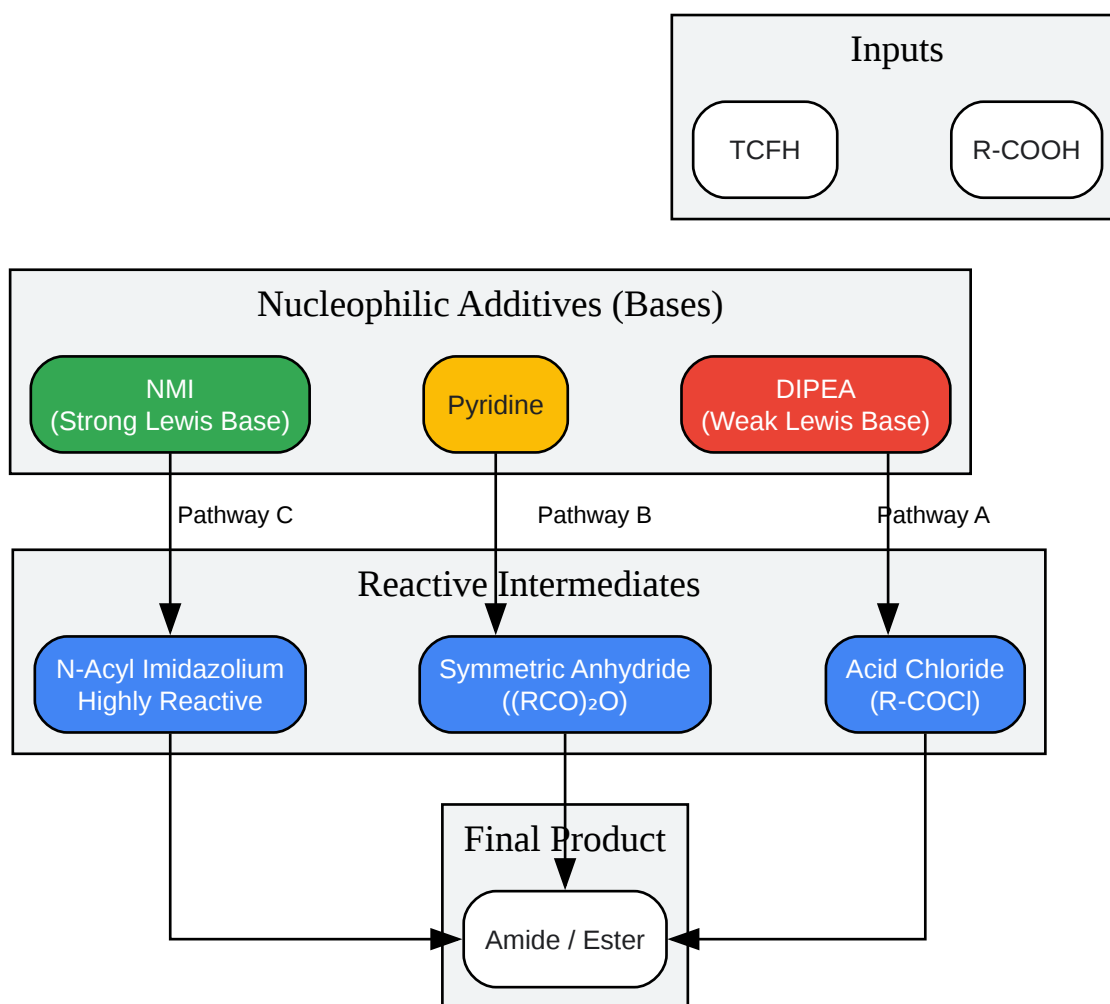 Inputs
TCFH
R-COOH
Nucleophilic Additives (Bases)
NMI
(Strong Lewis Base)
Pyridine
DIPEA
(Weak Lewis Base)
Pathway C
Pathway B
Pathway A
Reactive Intermediates
N-Acyl Imidazolium
Highly Reactive
Symmetric Anhydride
((RCO)₂O)
Acid Chloride
(R-COCl)
Final Product
Amide / Ester